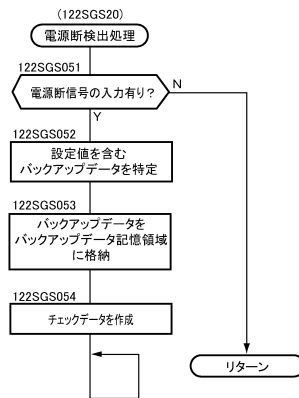 (122SGS20)
電源断検出処理
122SGS051
電源断信号の入力有り?
N
Y
122SGS052
設定値を含む
バックアップデータを特定
122SGS053
バックアップデータを
バックアップデータ記憶領域
に格納
122SGS054
チェックデータを作成
リターン